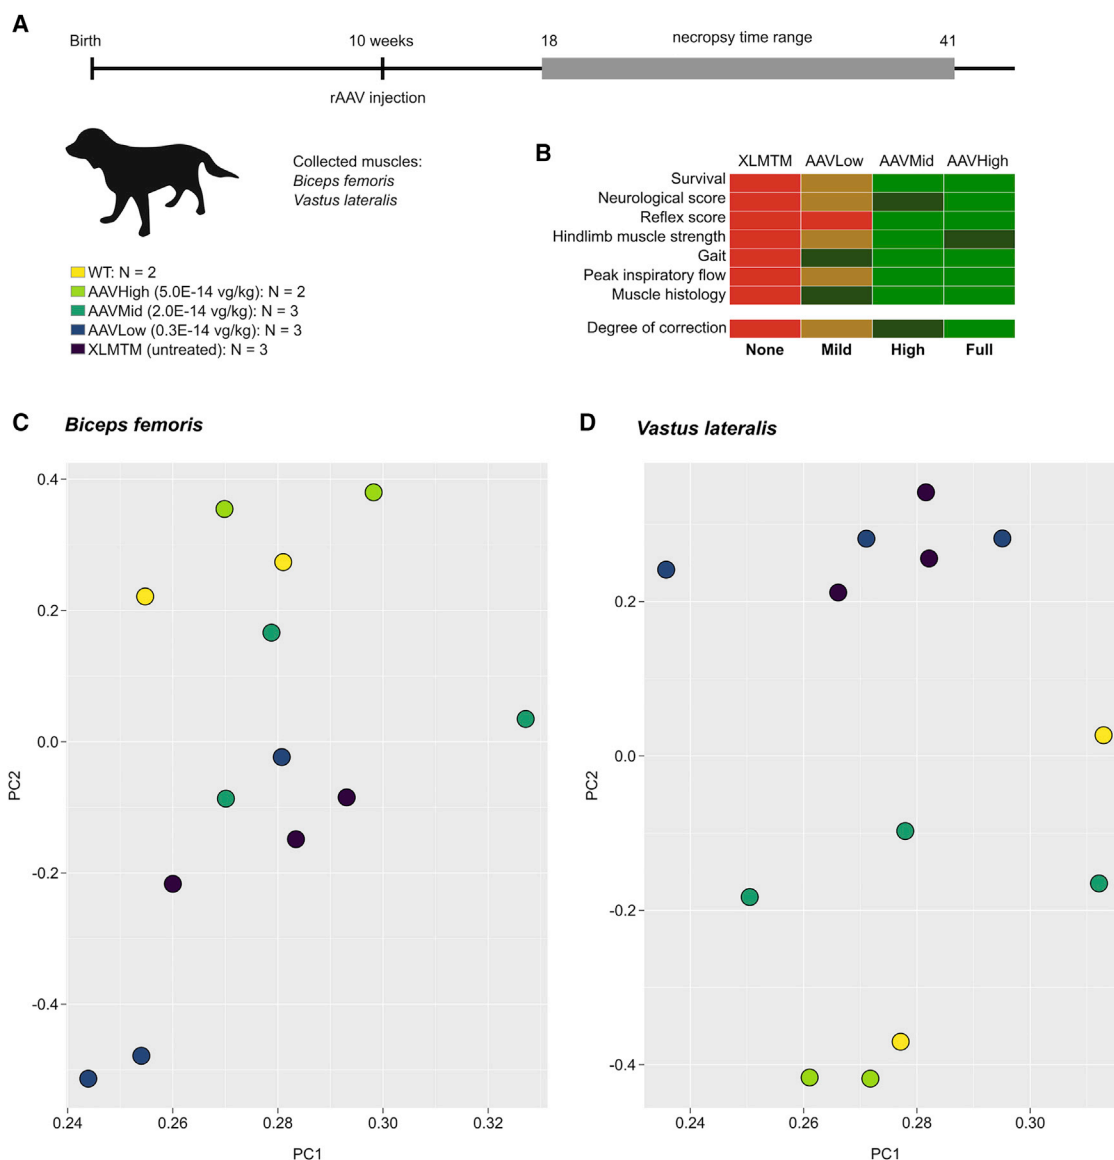 A
Birth
10 weeks
18
necropsy time range
41
rAAV injection
Collected muscles:
Biceps femoris
Vastus lateralis
WT: N = 2
AAVHigh (5.0E-14 vg/kg): N = 2
AAVMid (2.0E-14 vg/kg): N = 3
AAVLow (0.3E-14 vg/kg): N = 3
XLMTM (untreated): N = 3
B
XLMTM AAVLow AAVMid AAVHigh
Survival
Neurological score
Reflex score
Hindlimb muscle strength
Gait
Peak inspiratory flow
Muscle histology
Degree of correction
None Mild High Full
C Biceps femoris
0.4
0.2
0.0
-0.2
-0.4
PC2
0.24 0.26 0.28 0.30 0.32
PC1
D Vastus lateralis
0.2
0.0
-0.2
-0.4
PC2
0.24 0.26 0.28 0.30
PC1